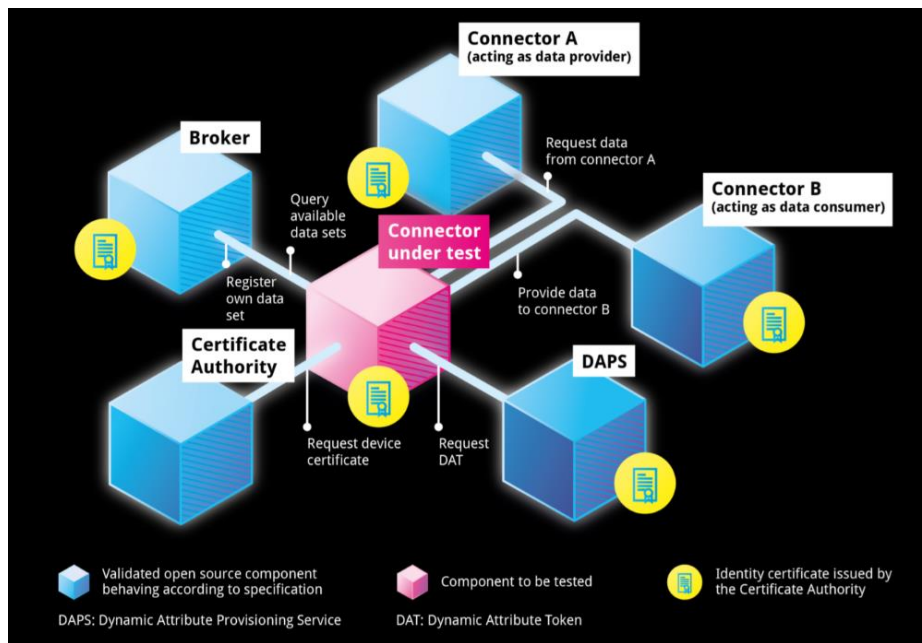 Connector A
(acting as data provider)
Broker
Request data
from connector A
Connector B
(acting as data consumer)
Query
available
data sets
Connector
under test
Register
own data
set
Provide data
to connector B
Certificate
Authority
DAPS
Request device
certificate
Request
DAT
Validated open source component
behaving according to specification
Component to be tested
Identity certificate issued by
the Certificate Authority
DAPS: Dynamic Attribute Provisioning Service
DAT: Dynamic Attribute Token